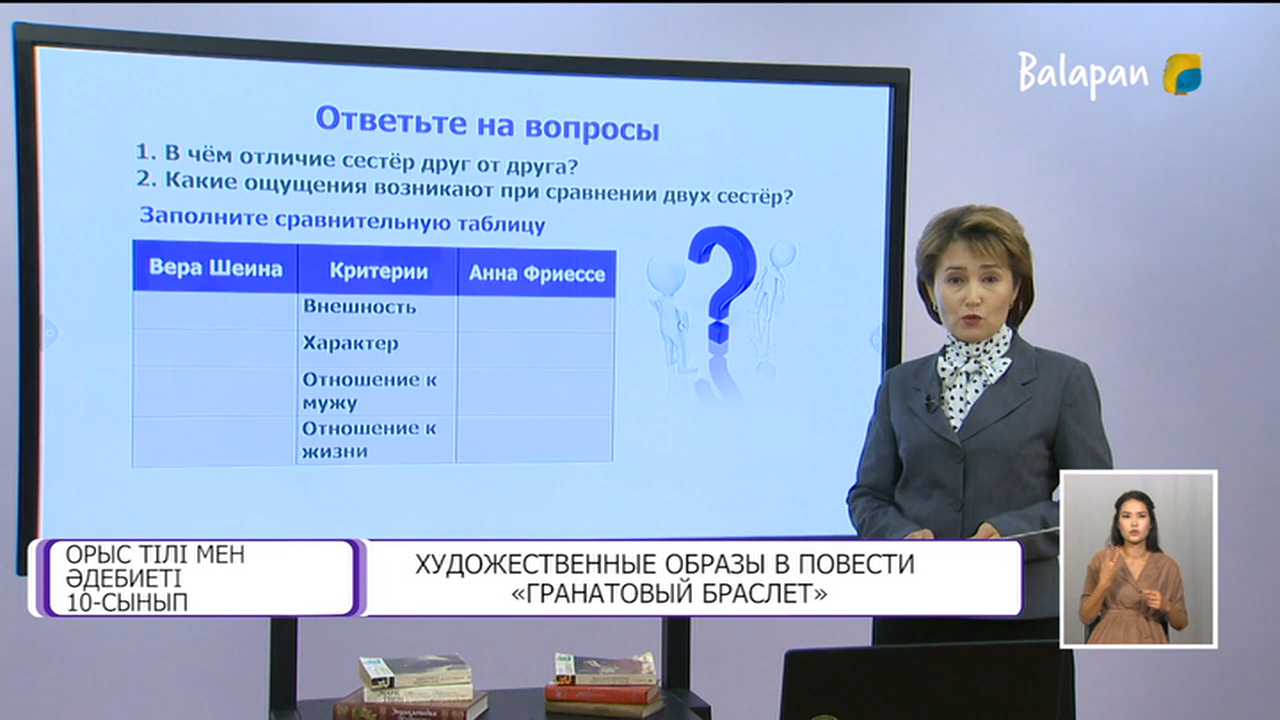 Balapan
Ответьте на вопросы
1. В чём отличие сестёр друг от друга?
2. Какие ощущения возникают при сравнении двух сестёр?
Заполните сравнительную таблицу
Вера Шеина Критерии Анна Фриессе
Внешность
Характер
Отношение к
мужу
Отношение к
жизни
ОРЫС ТІЛІ МЕН
ӘДЕБИЕТІ
10-СЫНЫП
ХУДОЖЕСТВЕННЫЕ ОБРАЗЫ В ПОВЕСТИ
«ГРАНАТОВЫЙ БРАСЛЕТ»